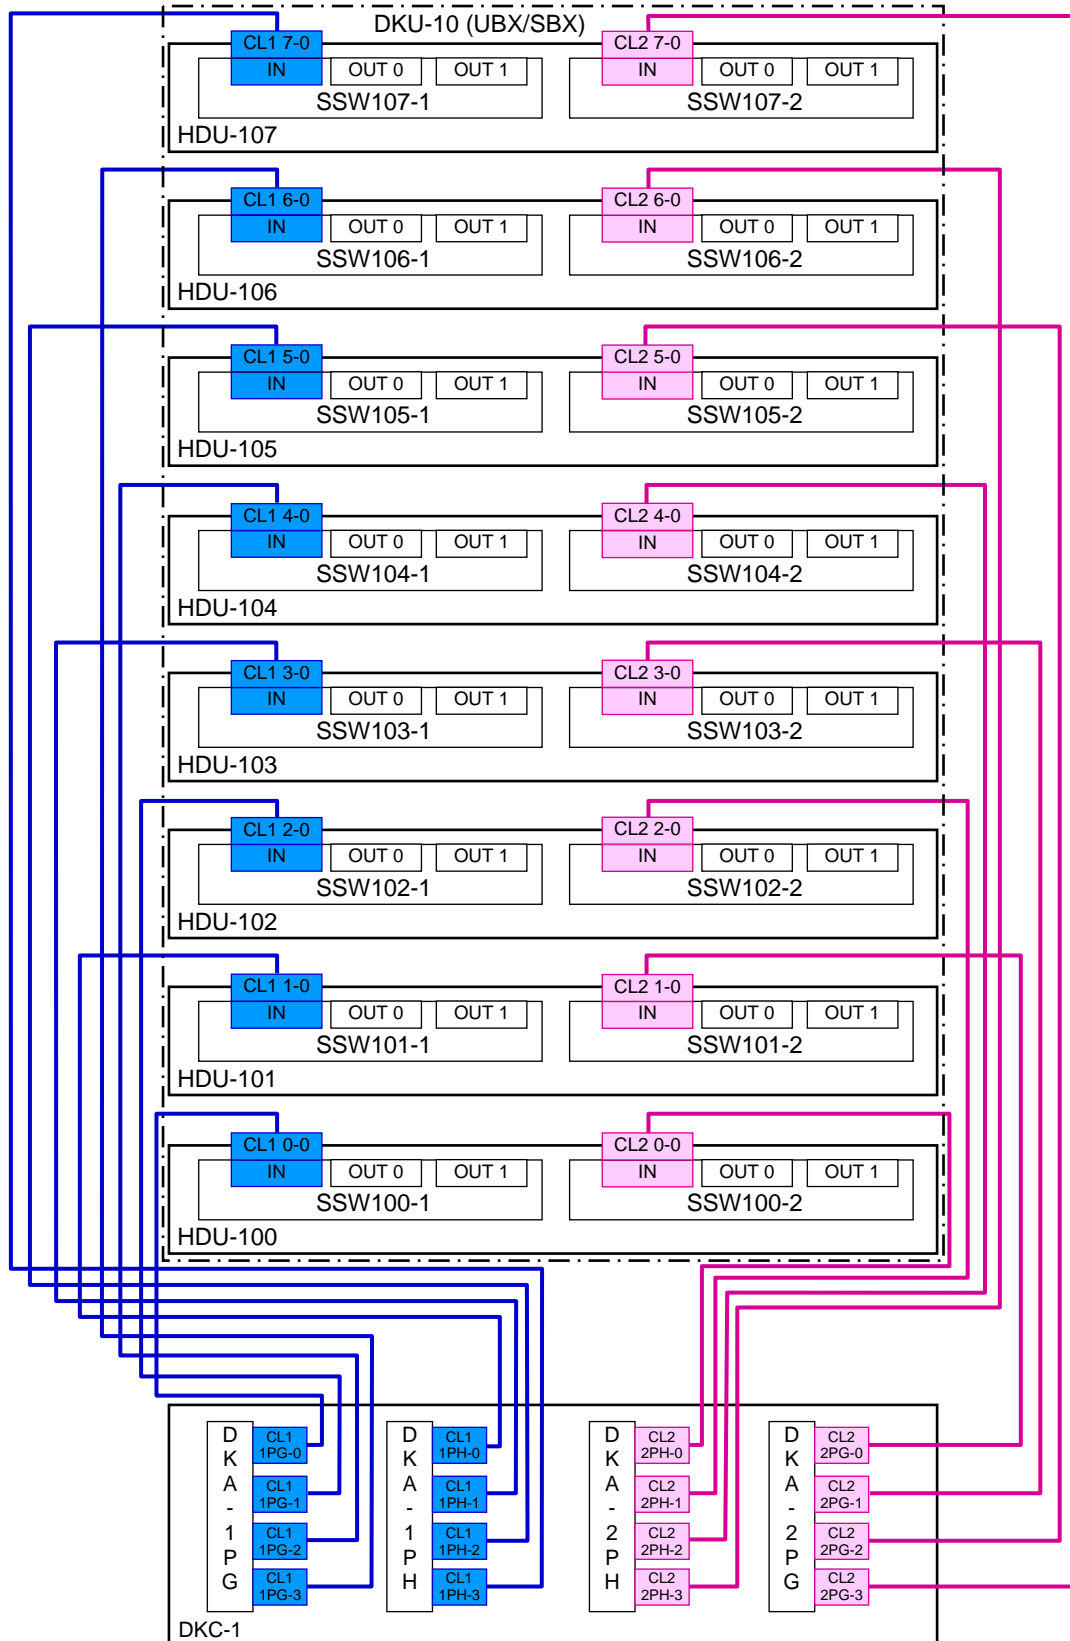 DKU-10 (UBX/SBX)
CL1 7-0 CL2 7-0
IN OUT 0 OUT 1 IN OUT 0 OUT 1
SSW107-1 SSW107-2
HDU-107
CL1 6-0 CL2 6-0
IN OUT 0 OUT 1 IN OUT 0 OUT 1
SSW106-1 SSW106-2
HDU-106
CL1 5-0 CL2 5-0
IN OUT 0 OUT 1 IN OUT 0 OUT 1
SSW105-1 SSW105-2
HDU-105
CL1 4-0 CL2 4-0
IN OUT 0 OUT 1 IN OUT 0 OUT 1
SSW104-1 SSW104-2
HDU-104
CL1 3-0 CL2 3-0
IN OUT 0 OUT 1 IN OUT 0 OUT 1
SSW103-1 SSW103-2
HDU-103
CL1 2-0 CL2 2-0
IN OUT 0 OUT 1 IN OUT 0 OUT 1
SSW102-1 SSW102-2
HDU-102
CL1 1-0 CL2 1-0
IN OUT 0 OUT 1 IN OUT 0 OUT 1
SSW101-1 SSW101-2
HDU-101
CL1 0-0 CL2 0-0
IN OUT 0 OUT 1 IN OUT 0 OUT 1
SSW100-1 SSW100-2
HDU-100
DKA-1PG
CL1
1PG-0
CL1
1PG-1
CL1
1PG-2
CL1
1PG-3
DKA-1PH
CL1
1PH-0
CL1
1PH-1
CL1
1PH-2
CL1
1PH-3
DKA-2PH
CL2
2PH-0
CL2
2PH-1
CL2
2PH-2
CL2
2PH-3
DKA-2PG
CL2
2PG-0
CL2
2PG-1
CL2
2PG-2
CL2
2PG-3
DKC-1